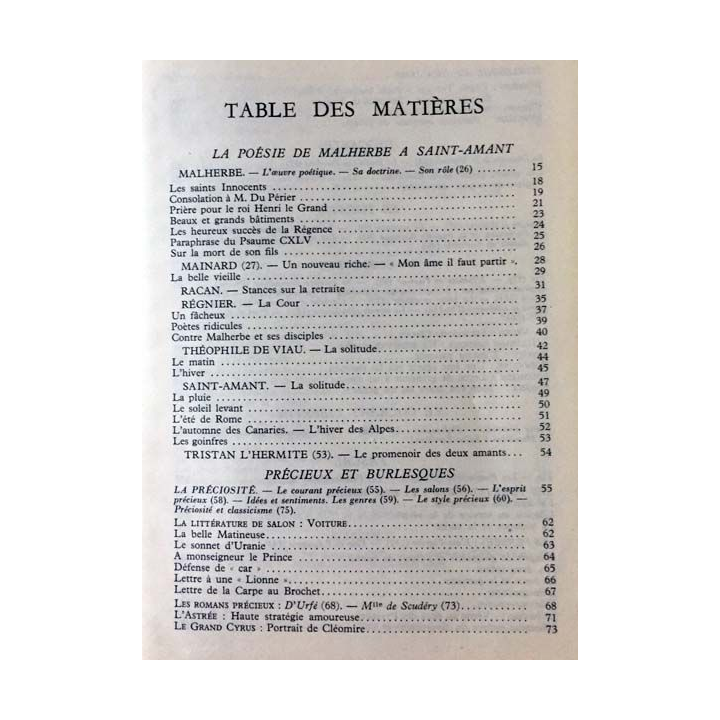 TABLE DES MATIÈRES
LA POÉSIE DE MALHERBE A SAINT-AMANT
MALHERBE. — L'œuvre poétique. — Sa doctrine. — Son rôle (26) ........ 15
Les saints Innocents ........ 18
Consolation à M. Du Périer ........ 19
Prière pour le roi Henri le Grand ........ 21
Beaux et grands bâtiments ........ 23
Les heureux succès de la Régence ........ 24
Paraphrase du Psaume CXLV ........ 25
Sur la mort de son fils ........ 26
MAINARD (27). — Un nouveau riche. — « Mon âme il faut partir ». 28
La belle vieille ........ 29
RACAN. — Stances sur la retraite ........ 31
RÉGNIER. — La Cour ........ 35
Un fâcheux ........ 37
Poètes ridicules ........ 39
Contre Malherbe et ses disciples ........ 40
THÉOPHILE DE VIAU. — La solitude ........ 42
Le matin ........ 44
L'hiver ........ 45
SAINT-AMANT. — La solitude ........ 47
La pluie ........ 49
Le soleil levant ........ 50
L'été de Rome ........ 51
L'automne des Canaries. — L'hiver des Alpes ........ 52
Les goinfres ........ 53
TRISTAN L'HERMITE (53). — Le promenoir des deux amants ... 54
PRÉCIEUX ET BURLESQUES
LA PRÉCIOSITÉ. — Le courant précieux (55). — Les salons (56). — L'esprit 55
précieux (58). — Idées et sentiments. Les genres (59). — Le style précieux (60). —
Préciosité et classicisme (75).
LA LITTÉRATURE DE SALON : VOITURE ........ 62
La belle Matineuse ........ 62
Le sonnet d'Uranie ........ 63
A monseigneur le Prince ........ 64
Défense de « car » ........ 65
Lettre à une « Lionne » ........ 66
Lettre de la Carpe au Brochet ........ 67
LES ROMANS PRÉCIEUX : D'Urfé (68). — Mlle de Scudéry (73) ........ 68
L'ASTRÉE : Haute stratégie amoureuse ........ 71
LE GRAND CYRUS : Portrait de Cléomire ........ 73